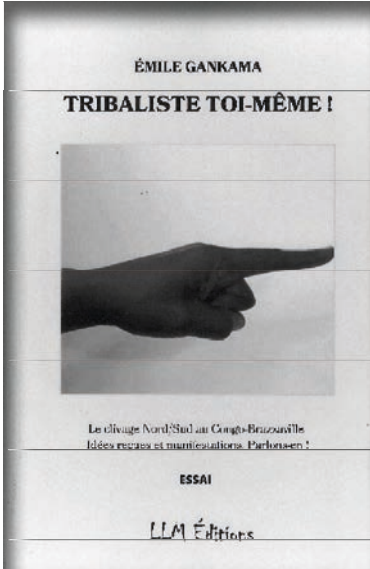 ÉMILE GANKAMA
TRIBALISTE TOI-MÊME !
Le clivage Nord/Sud au Congo-Brazzaville
Idées reçues et manifestations. Parlons-en !
ESSAI
LLM Éditions